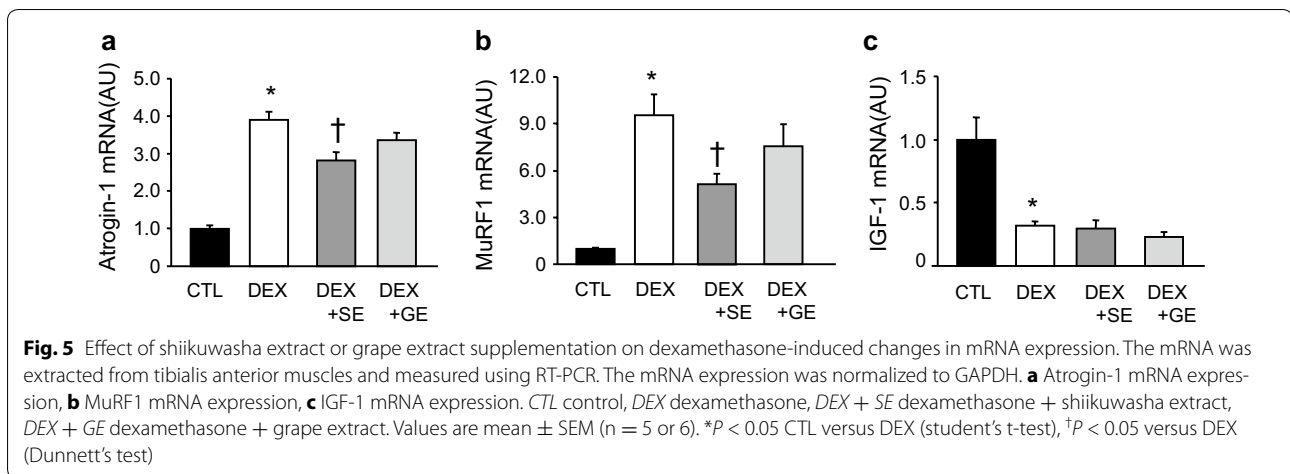 a
b
c
Atrogin-1 mRNA(AU)
5.0
4.0
3.0
2.0
1.0
0
*
†
CTL
DEX
DEX
+SE
DEX
+GE
MuRF1 mRNA(AU)
12.0
9.0
6.0
3.0
0
*
†
CTL
DEX
DEX
+SE
DEX
+GE
IGF-1 mRNA(AU)
1.5
1.0
0.5
0
*
CTL
DEX
DEX
+SE
DEX
+GE
Fig. 5 Effect of shiikuwasha extract or grape extract supplementation on dexamethasone-induced changes in mRNA expression. The mRNA was
extracted from tibialis anterior muscles and measured using RT-PCR. The mRNA expression was normalized to GAPDH. a Atrogin-1 mRNA expres-
sion, b MuRF1 mRNA expression, c IGF-1 mRNA expression. CTL control, DEX dexamethasone, DEX + SE dexamethasone + shiikuwasha extract,
DEX + GE dexamethasone + grape extract. Values are mean ± SEM (n = 5 or 6). *P < 0.05 CTL versus DEX (student's t-test), †P < 0.05 versus DEX
(Dunnett's test)